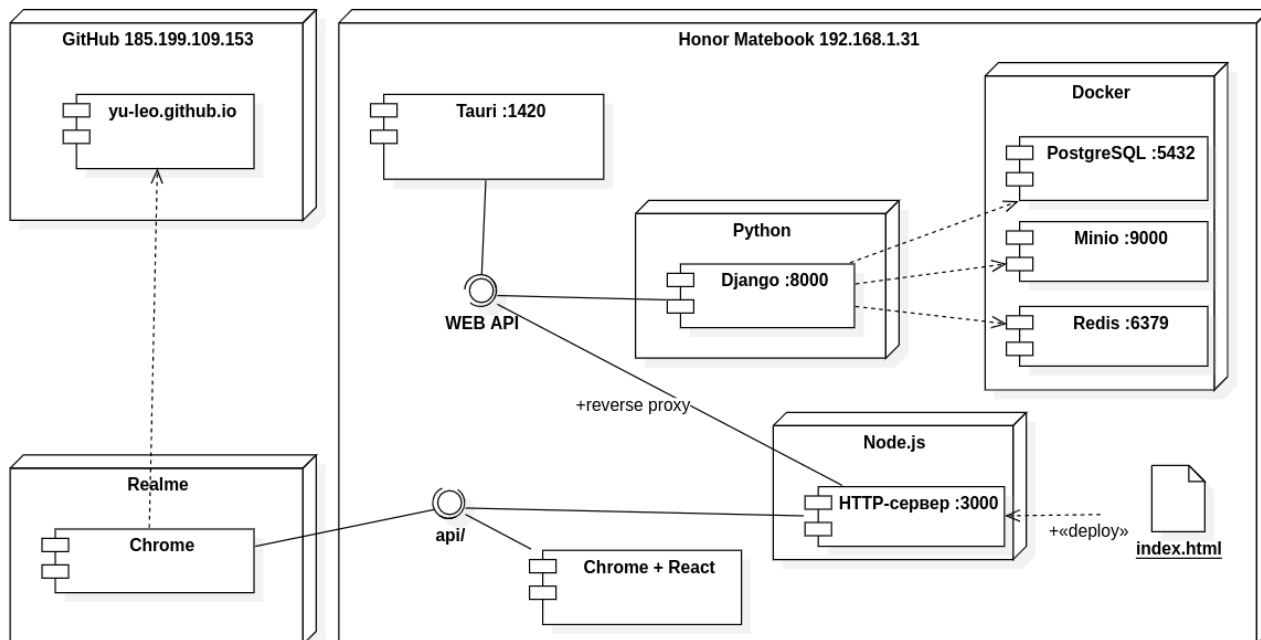 GitHub 185.199.109.153
yu-leo.github.io
Honor Matebook 192.168.1.31
Tauri :1420
Docker
PostgreSQL :5432
Minio :9000
Redis :6379
Python
Django :8000
WEB API
+reverse proxy
Node.js
HTTP-сервер :3000
+«deploy»
index.html
Realme
Chrome
api/
Chrome + React